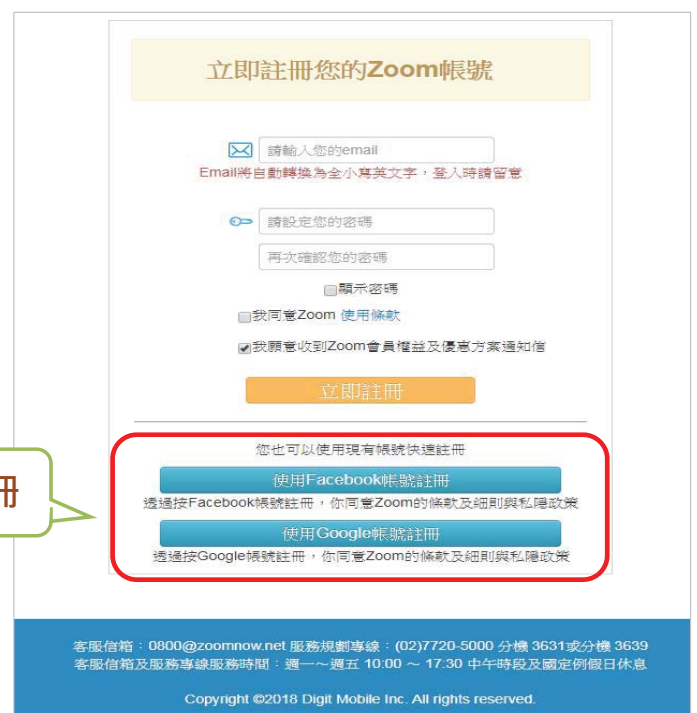 立即註冊您的Zoom帳號
請輸入您的email
Email將自動轉換為全小寫英文字，登入時請留意
請設定您的密碼
再次確認您的密碼
顯示密碼
我同意Zoom 使用條款
我願意收到Zoom會員權益及優惠方案通知信
立即註冊
您也可以使用現有帳號快速註冊
冊
使用Facebook帳號註冊
透過按Facebook帳號註冊，你同意Zoom的條款及細則與私隱政策
使用Google帳號註冊
透過按Google帳號註冊，你同意Zoom的條款及細則與私隱政策
客服信箱：0800@zoomnow.net 服務規劃專線：(02)7720-5000 分機 3631或分機 3639
客服信箱及服務專線服務時間：週一～週五 10:00 ～ 17:30 中午時段及國定例假日休息
Copyright ©2018 Digit Mobile Inc. All rights reserved.